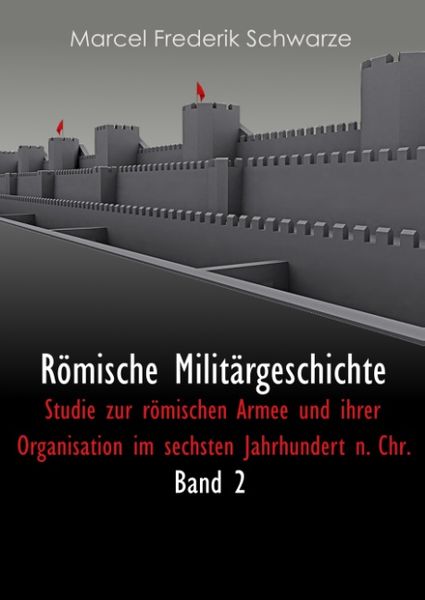 Marcel Frederik Schwarze
Römische Militärgeschichte
Studie zur römischen Armee und ihrer
Organisation im sechsten Jahrhundert n. Chr.
Band 2